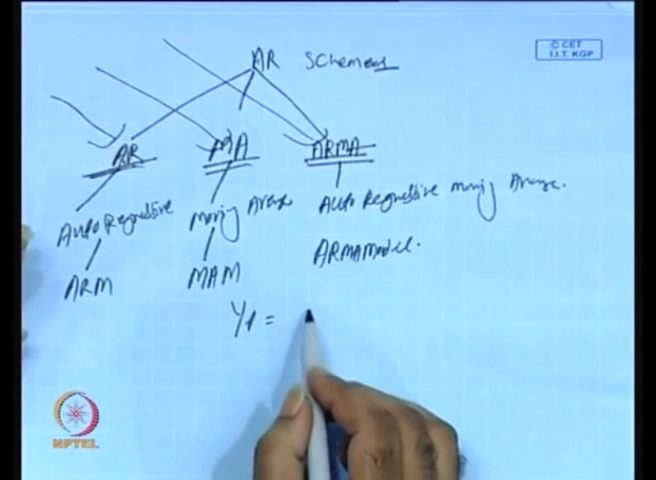 AR Schemes
© CET
I.I.T. KGP
AR MA ARMA
Auto Regressive Moving Average Auto Regressive moving Average.
ARM MAM ARMA Model.
Yt =
NPTEL